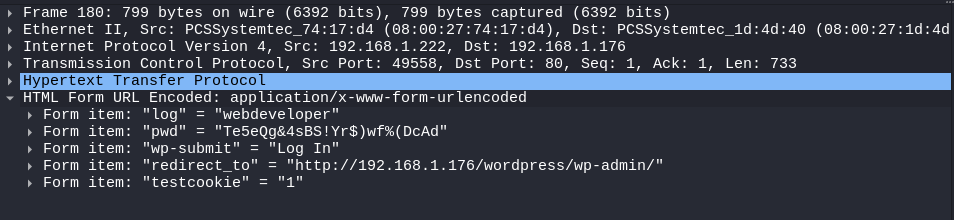 Frame 180: 799 bytes on wire (6392 bits), 799 bytes captured (6392 bits)
Ethernet II, Src: PCSSystemtec_74:17:d4 (08:00:27:74:17:d4), Dst: PCSSystemtec_1d:4d:40 (08:00:27:1d:4d
Internet Protocol Version 4, Src: 192.168.1.222, Dst: 192.168.1.176
Transmission Control Protocol, Src Port: 49558, Dst Port: 80, Seq: 1, Ack: 1, Len: 733
Hypertext Transfer Protocol
HTML Form URL Encoded: application/x-www-form-urlencoded
Form item: "log" = "webdeveloper"
Form item: "pwd" = "Te5eQg&4sBS!Yr$)wf%(DcAd"
Form item: "wp-submit" = "Log In"
Form item: "redirect_to" = "http://192.168.1.176/wordpress/wp-admin/"
Form item: "testcookie" = "1"